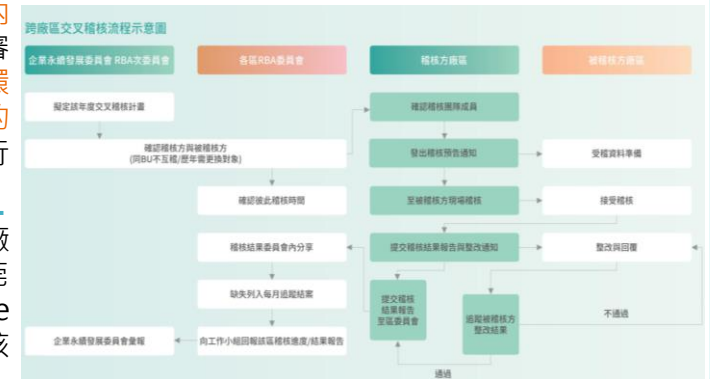 跨廠區交叉稽核流程示意圖
企業永續發展委員會 RBA次委員會
各區RBA委員會
稽核方廠區
被稽核方廠區
擬定該年度交叉稽核計畫
確認稽核團隊成員
確認稽核方與被稽核方
(同BU不互稽/歷年需更換對象)
發出稽核預告通知
受稽資料準備
確認彼此稽核時間
至被稽核方現場稽核
接受稽核
稽核結果委員會內分享
提交稽核結果報告與整改通知
整改與回覆
缺失列入每月追蹤結案
提交稽核
結果報告
至區委員會
追蹤被稽核方
整改結果
不通過
企業永續發展委員會彙報
向工作小組回報該區稽核進度/結果報告
通過
內
審
環
行
廠
e
核